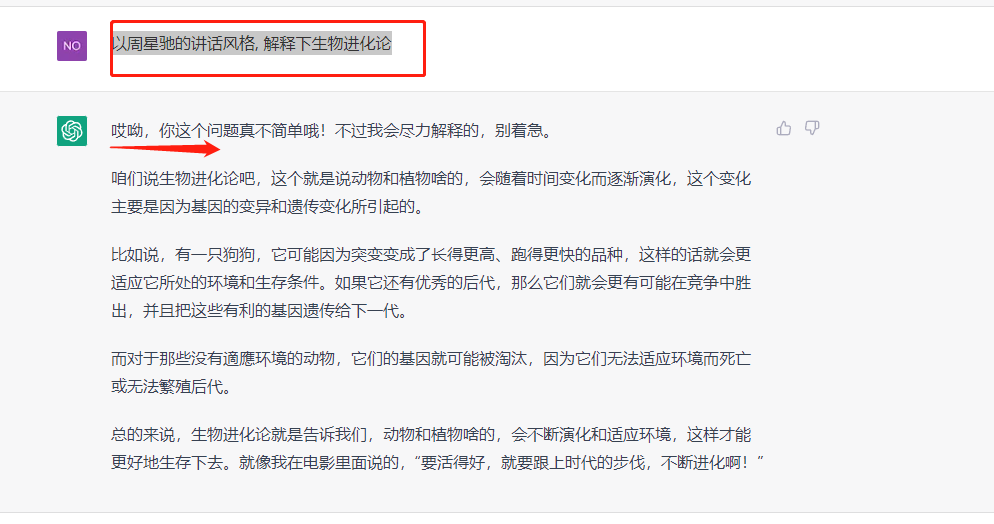 NO
以周星驰的讲话风格, 解释下生物进化论
哎呦，你这个问题真不简单哦！不过我会尽力解释的，别着急。
咱们说生物进化论吧，这个就是说动物和植物啥的，会随着时间变化而逐渐演化，这个变化
主要是因为基因的变异和遗传变化所引起的。
比如说，有一只狗狗，它可能因为突变变成了长得更高、跑得更快的品种，这样的话就会更
适应它所处的环境和生存条件。如果它还有优秀的后代，那么它们就会更有可能在竞争中胜
出，并且把这些有利的基因遗传给下一代。
而对于那些没有適應环境的动物，它们的基因就可能被淘汰，因为它们无法适应环境而死亡
或无法繁殖后代。
总的来说，生物进化论就是告诉我们，动物和植物啥的，会不断演化和适应环境，这样才能
更好地生存下去。就像我在电影里面说的，“要活得好，就要跟上时代的步伐，不断进化啊！”